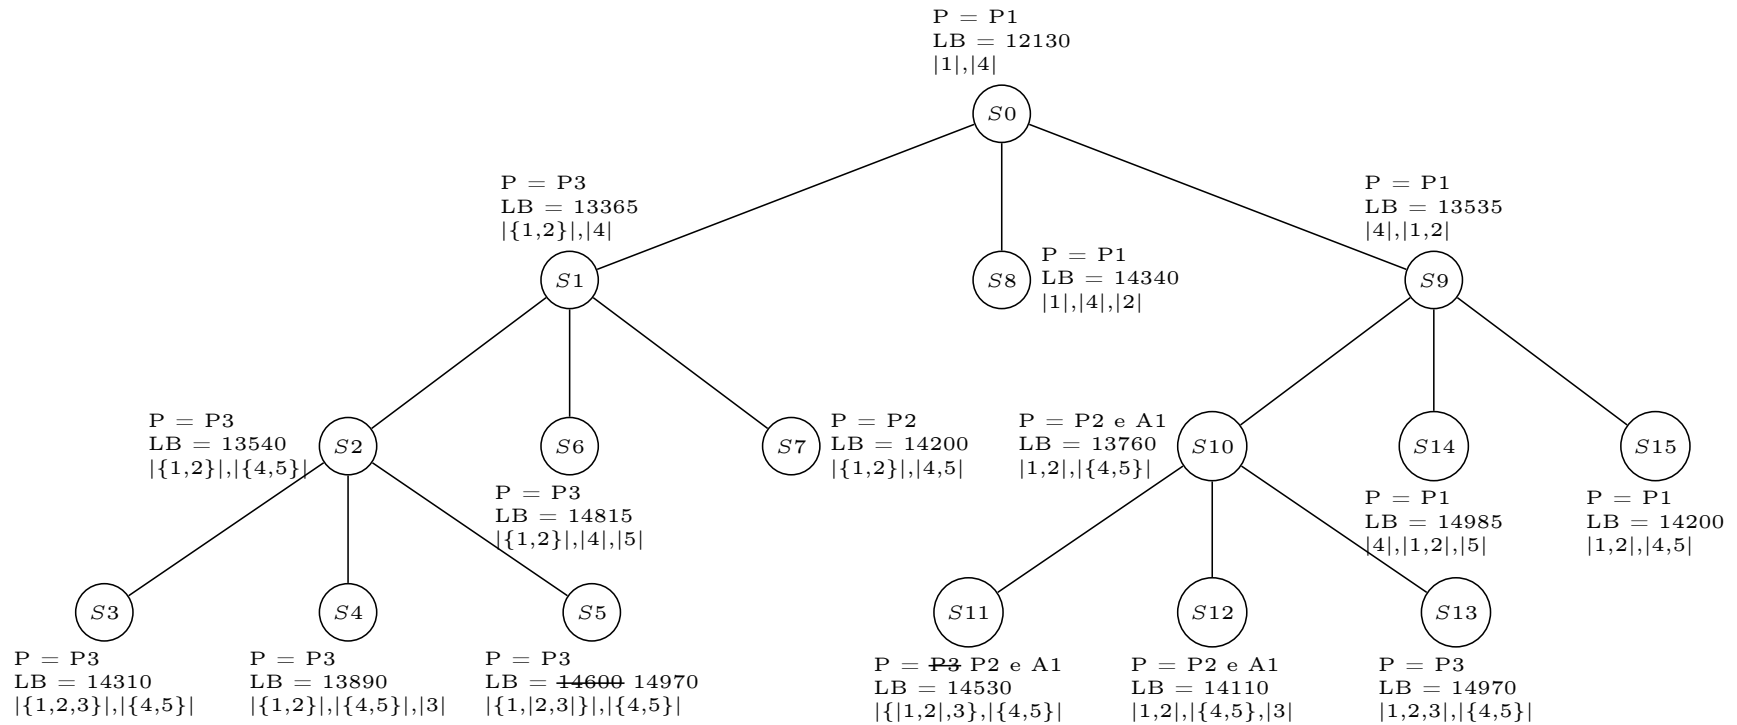 P = P1
LB = 12130
|1|,|4|
S0
P = P3
LB = 13365
|{1,2}|,|4|
S1
P = P1
LB = 14340
|1|,|4|,|2|
S8
P = P1
LB = 13535
|4|,|1,2|
S9
P = P3
LB = 13540
|{1,2}|,|{4,5}|
S2
S6
P = P3
LB = 14815
|{1,2}|,|4|,|5|
S7
P = P2
LB = 14200
|{1,2}|,|4,5|
P = P2 e A1
LB = 13760
|1,2|,|{4,5}|
S10
S14
P = P1
LB = 14985
|4|,|1,2|,|5|
S15
P = P1
LB = 14200
|1,2|,|4,5|
S3
P = P3
LB = 14310
|{1,2,3}|,|{4,5}|
S4
P = P3
LB = 13890
|{1,2}|,|{4,5}|,|3|
S5
P = P3
LB = 14600 14970
|{1,|2,3|}|,|{4,5}|
S11
P = P3 P2 e A1
LB = 14530
|{|1,2|,3},|{4,5}|
S12
P = P2 e A1
LB = 14110
|1,2|,|{4,5},|3|
S13
P = P3
LB = 14970
|1,2,3|,|{4,5}|